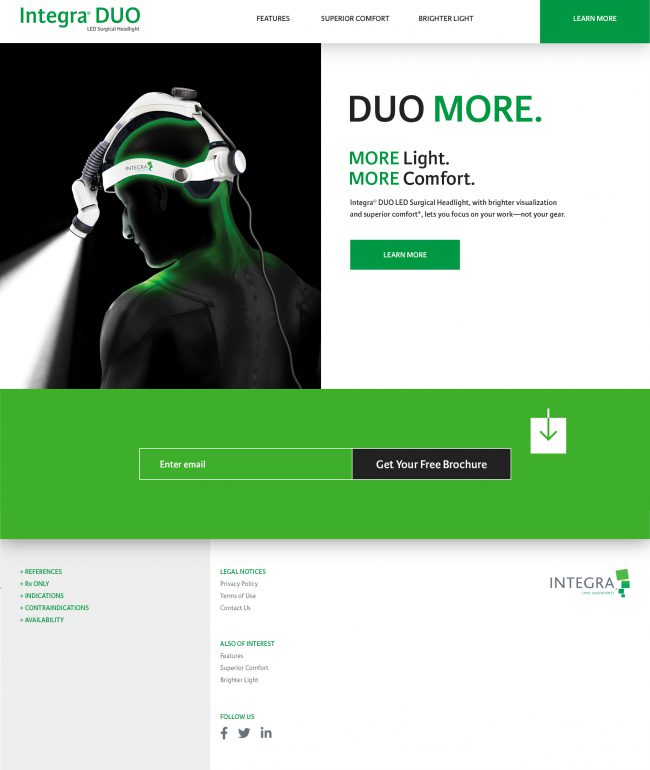 Integra® DUO
LED Surgical Headlight
FEATURES
SUPERIOR COMFORT
BRIGHTER LIGHT
LEARN MORE
INTEGRA
DUO MORE.
MORE Light.
MORE Comfort.
Integra® DUO LED Surgical Headlight, with brighter visualization
and superior comfort*, lets you focus on your work—not your gear.
LEARN MORE
Enter email
Get Your Free Brochure
+ REFERENCES
+ Rx ONLY
+ INDICATIONS
+ CONTRAINDICATIONS
+ AVAILABILITY
LEGAL NOTICES
Privacy Policy
Terms of Use
Contact Us
ALSO OF INTEREST
Features
Superior Comfort
Brighter Light
FOLLOW US
INTEGRA